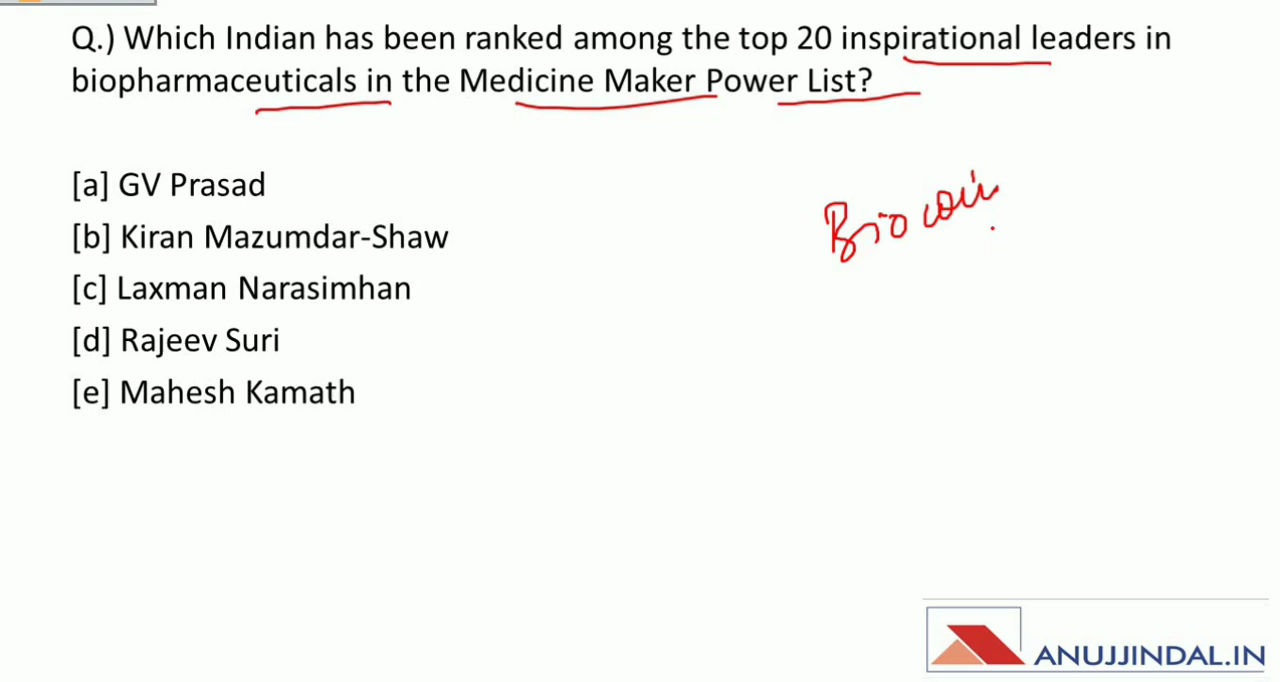 Q.) Which Indian has been ranked among the top 20 inspirational leaders in
biopharmaceuticals in the Medicine Maker Power List?
[a] GV Prasad
Biocon
[b] Kiran Mazumdar-Shaw
[c] Laxman Narasimhan
[d] Rajeev Suri
[e] Mahesh Kamath
ANUJJINDAL.IN